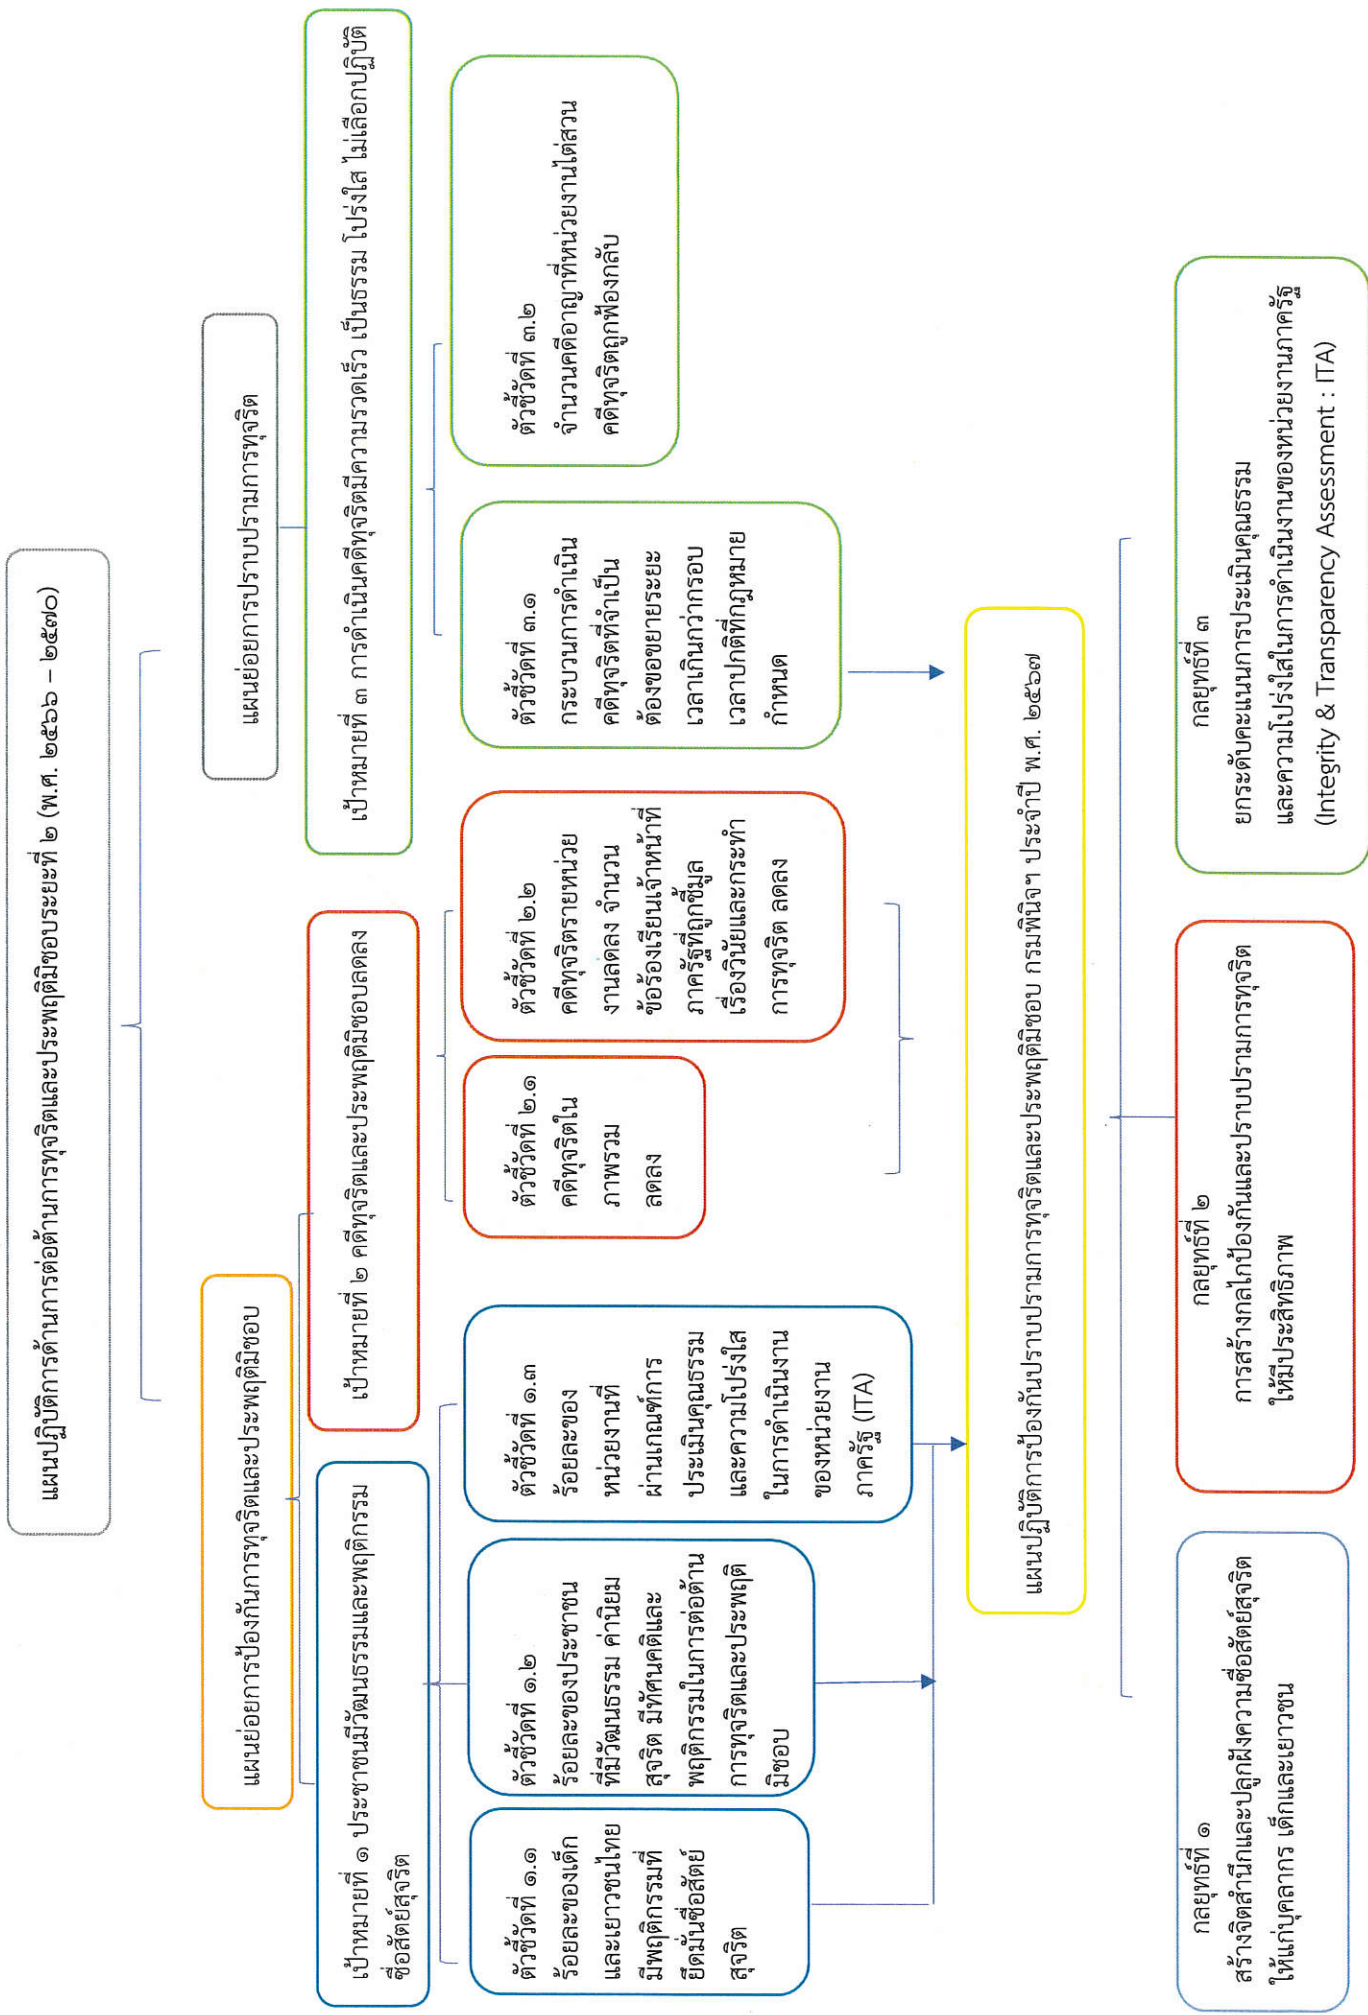 แผนปฏิบัติการด้านการต่อต้านการทุจริตและประพฤติมิชอบระยะที่ ๒ (พ.ศ. ๒๕๖๖ – ๒๕๗๐)
แผนย่อยการป้องกันการทุจริตและประพฤติมิชอบ
แผนย่อยการปราบปรามการทุจริต
เป้าหมายที่ ๑ ประชาชนมีวัฒนธรรมและพฤติกรรม
ซื่อสัตย์สุจริต
เป้าหมายที่ ๒ คดีทุจริตและประพฤติมิชอบลดลง
เป้าหมายที่ ๓ การดำเนินคดีทุจริตมีความรวดเร็ว เป็นธรรม โปร่งใส ไม่เลือกปฏิบัติ
ตัวชี้วัดที่ ๑.๑
ร้อยละของเด็ก
และเยาวชนไทย
มีพฤติกรรมที่
ยึดมั่นซื่อสัตย์
สุจริต
ตัวชี้วัดที่ ๑.๒
ร้อยละของประชาชน
ที่มีวัฒนธรรม ค่านิยม
สุจริต มีทัศนคติและ
พฤติกรรมในการต่อต้าน
การทุจริตและประพฤติ
มิชอบ
ตัวชี้วัดที่ ๑.๓
ร้อยละของ
หน่วยงานที่
ผ่านเกณฑ์การ
ประเมินคุณธรรม
และความโปร่งใส
ในการดำเนินงาน
ของหน่วยงาน
ภาครัฐ (ITA)
ตัวชี้วัดที่ ๒.๑
คดีทุจริตใน
ภาพรวม
ลดลง
ตัวชี้วัดที่ ๒.๒
คดีทุจริตรายหน่วย
งานลดลง จำนวน
ข้อร้องเรียนเจ้าหน้าที่
ภาครัฐที่ถูกชี้มูล
เรื่องวินัยและกระทำ
การทุจริต ลดลง
ตัวชี้วัดที่ ๓.๑
กระบวนการดำเนิน
คดีทุจริตที่จำเป็น
ต้องขอขยายระยะ
เวลาเกินกว่ากรอบ
เวลาปกติที่กฎหมาย
กำหนด
ตัวชี้วัดที่ ๓.๒
จำนวนคดีอาญาที่หน่วยงานไต่สวน
คดีทุจริตถูกฟ้องกลับ
แผนปฏิบัติการป้องกันปราบปรามการทุจริตและประพฤติมิชอบ กรมพินิจฯ ประจำปี พ.ศ. ๒๕๖๗
กลยุทธ์ที่ ๑
สร้างจิตสำนึกและปลูกฝังความซื่อสัตย์สุจริต
ให้แก่บุคลากร เด็กและเยาวชน
กลยุทธ์ที่ ๒
การสร้างกลไกป้องกันและปราบปรามการทุจริต
ให้มีประสิทธิภาพ
กลยุทธ์ที่ ๓
ยกระดับคะแนนการประเมินคุณธรรม
และความโปร่งใสในการดำเนินงานของหน่วยงานภาครัฐ
(Integrity & Transparency Assessment : ITA)